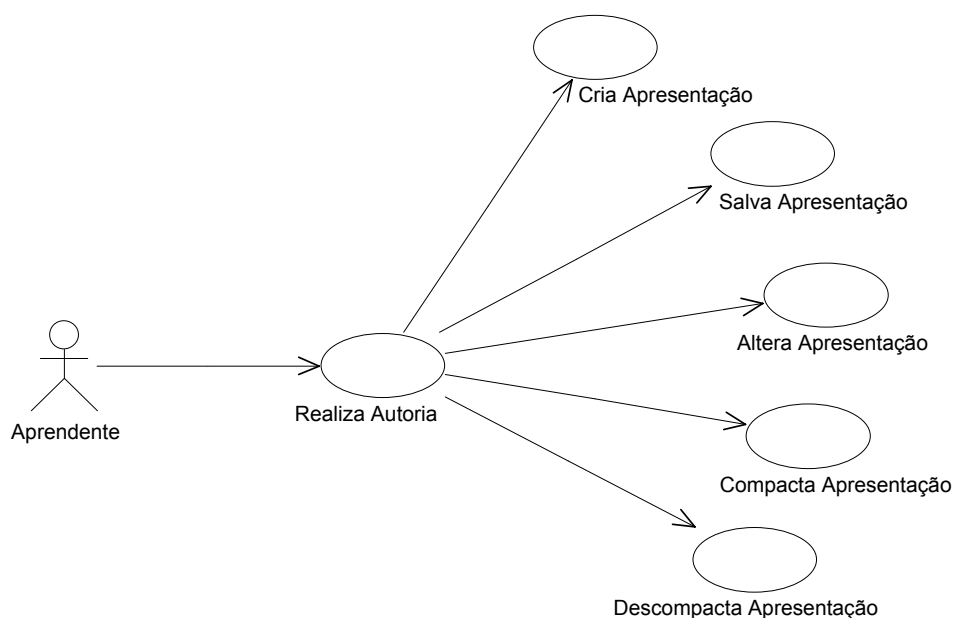 Cria Apresentação
Salva Apresentação
Altera Apresentação
Realiza Autoria
Aprendente
Compacta Apresentação
Descompacta Apresentação